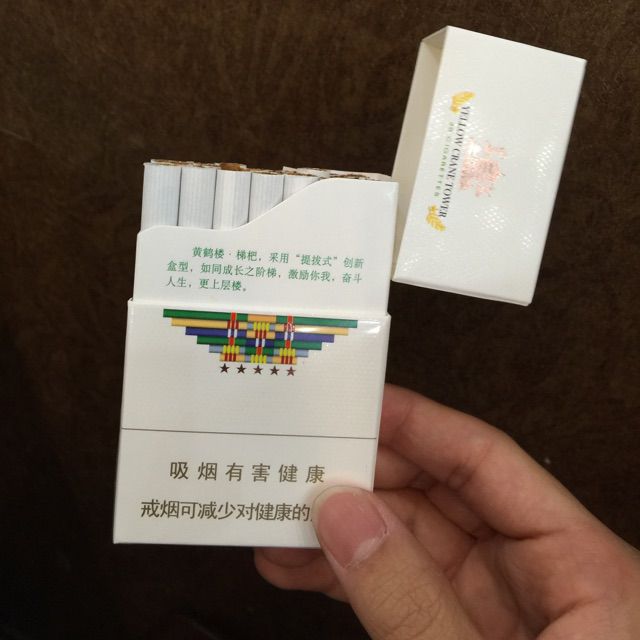 YELLOW CRANE TOWER
CIGARETTES
黄鹤楼·梯杷，采用“提拔式”创新
盒型，如同成长之阶梯，激励你我，奋斗
人生，更上层楼。
吸烟有害健康
戒烟可减少对健康的